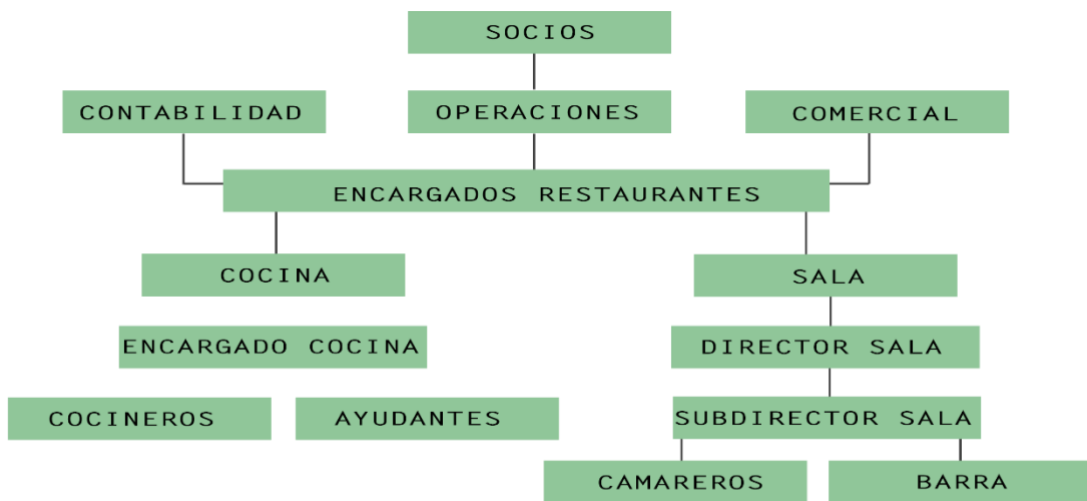 SOCIOS
CONTABILIDAD
OPERACIONES
COMERCIAL
ENCARGADOS RESTAURANTES
COCINA
SALA
ENCARGADO COCINA
DIRECTOR SALA
COCINEROS
AYUDANTES
SUBDIRECTOR SALA
CAMAREROS
BARRA